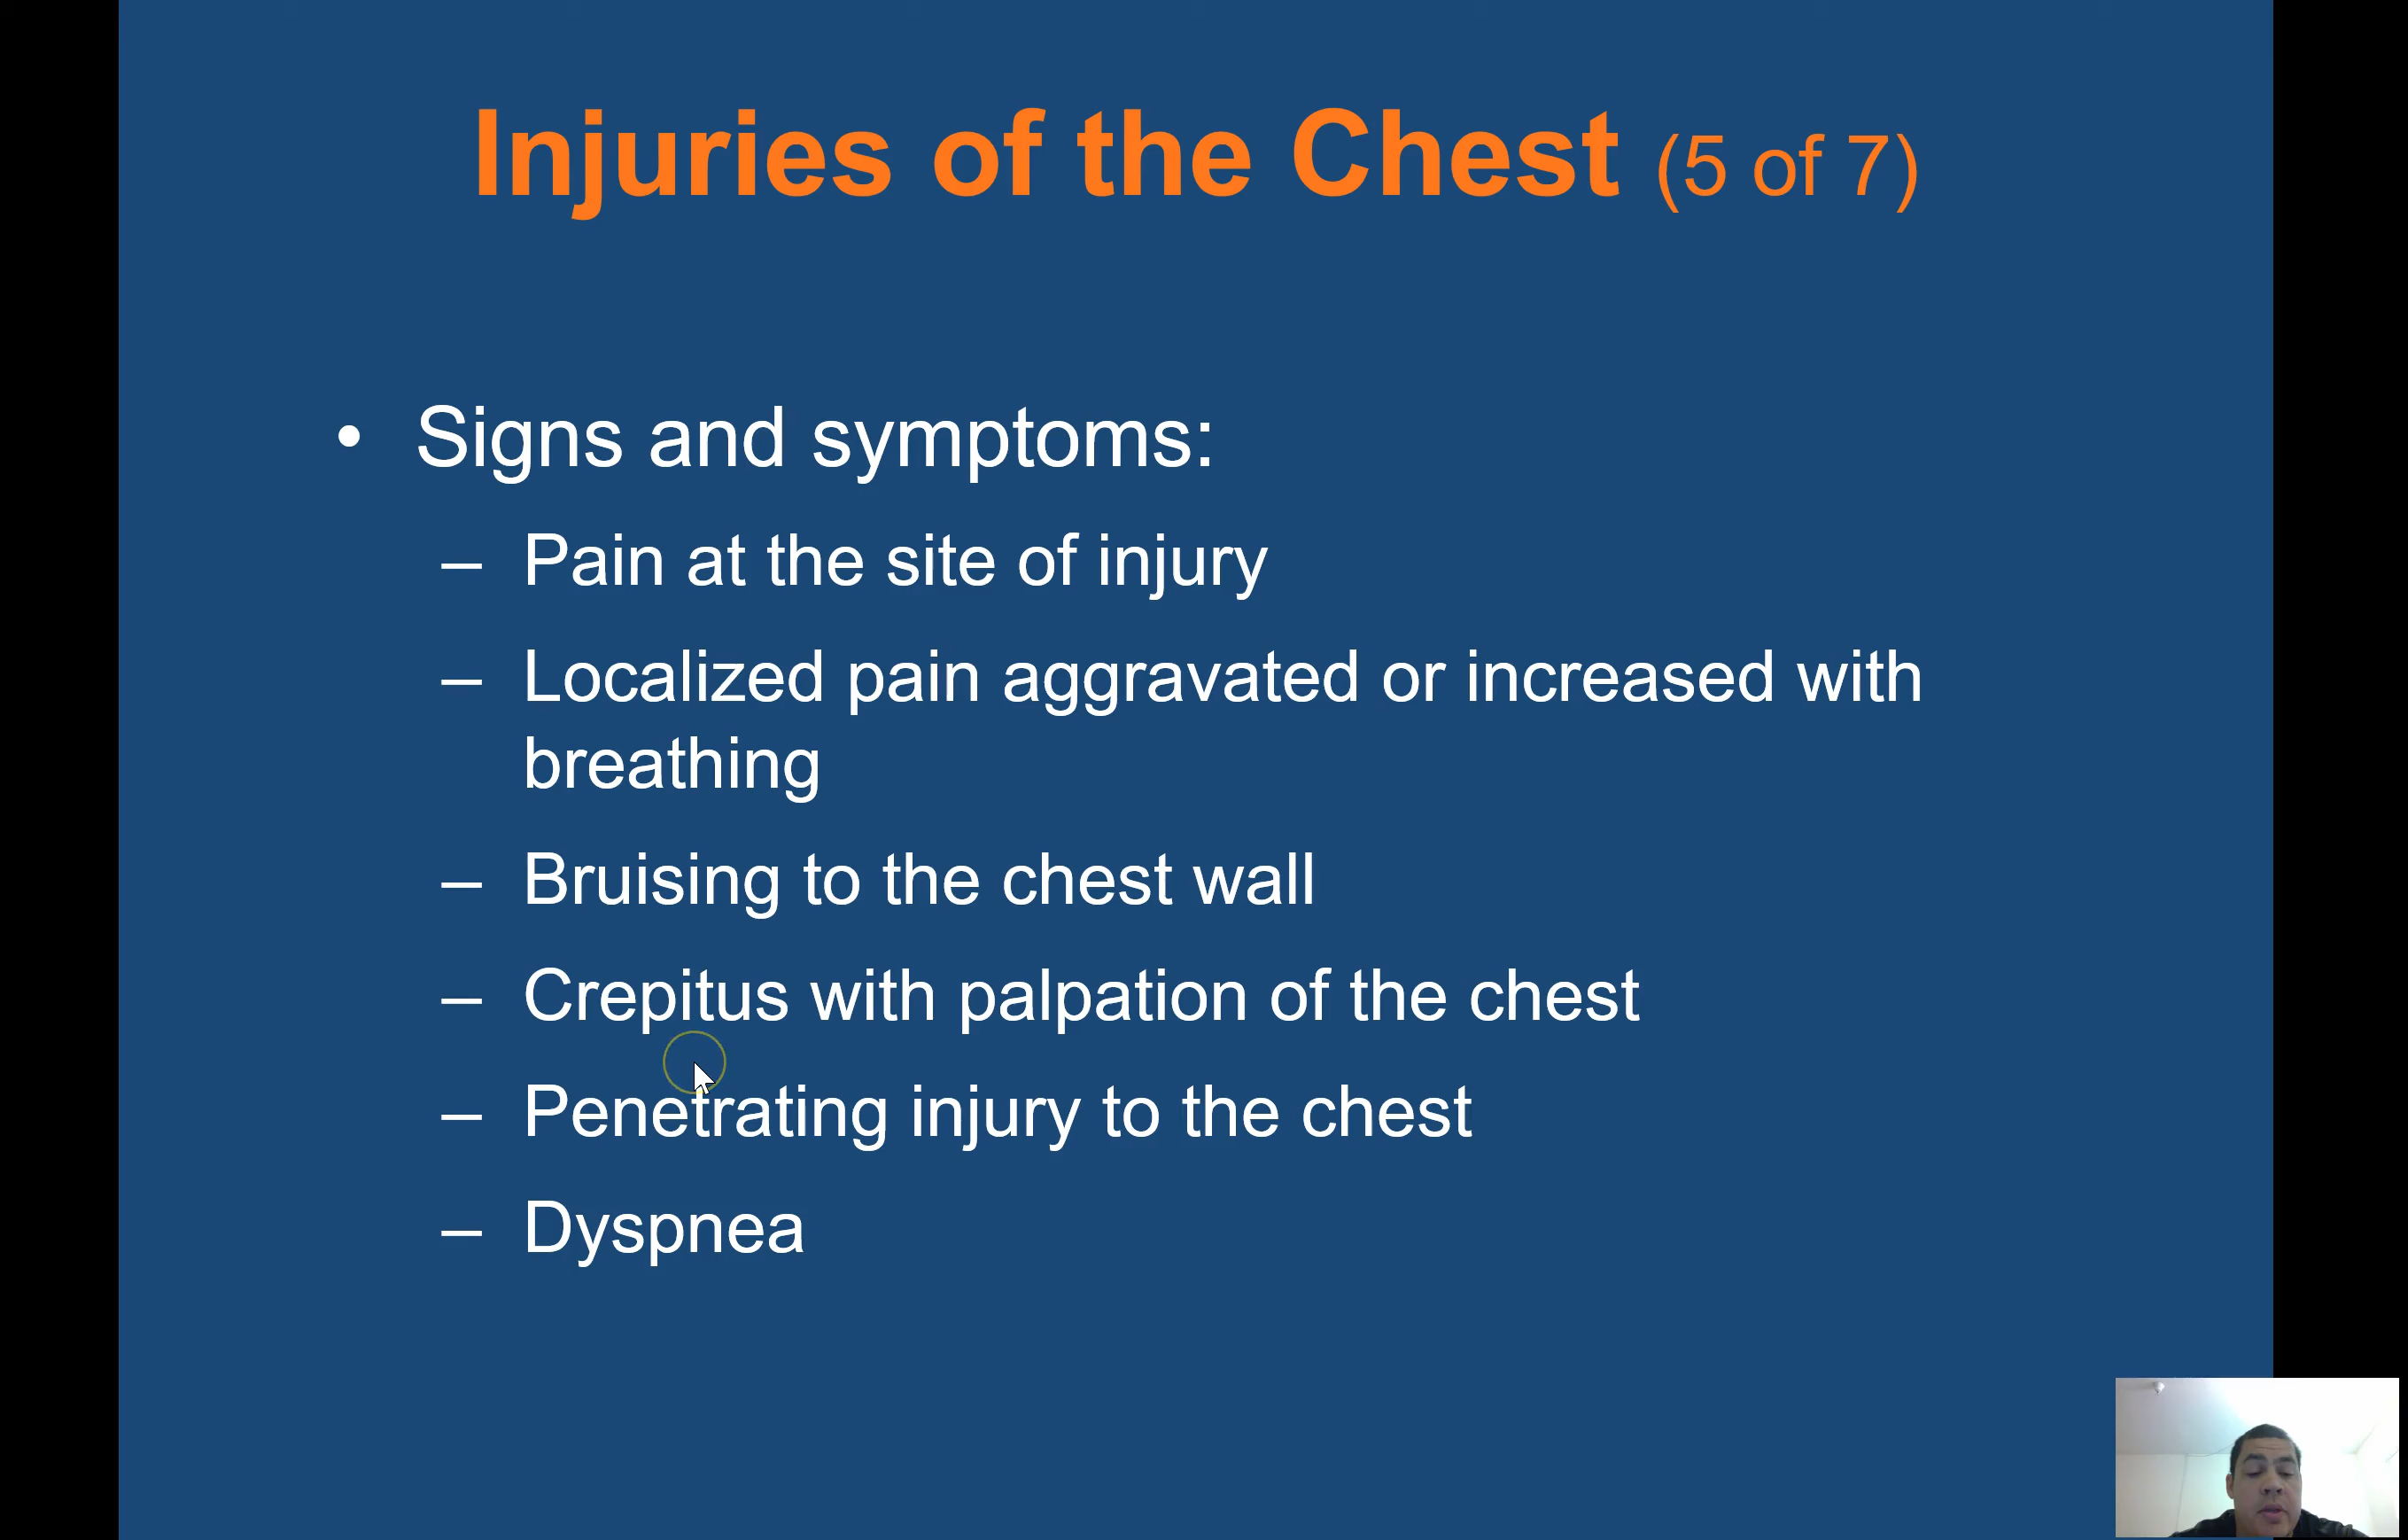 Injuries of the Chest (5 of 7)
• Signs and symptoms:
– Pain at the site of injury
– Localized pain aggravated or increased with
breathing
– Bruising to the chest wall
– Crepitus with palpation of the chest
– Penetrating injury to the chest
– Dyspnea